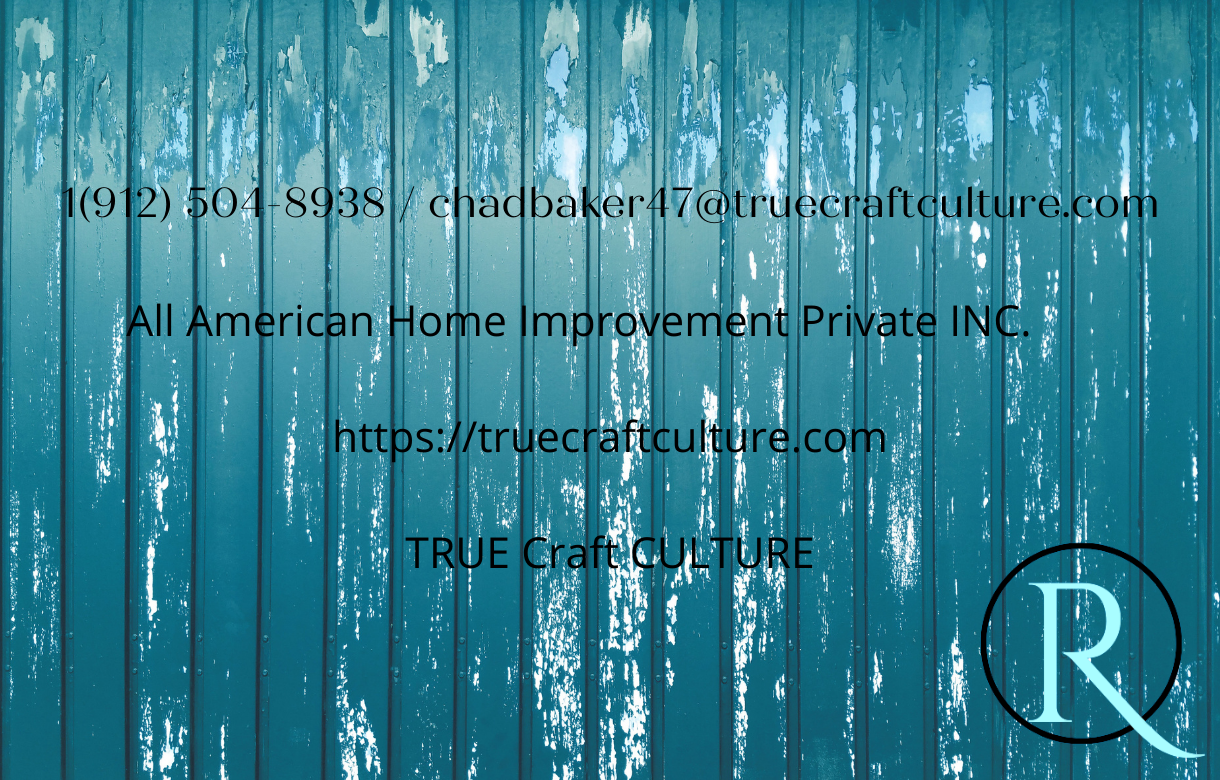 1(912) 504-8938 / chadbaker47@truecraftculture.com
All American Home Improvement Private INC.
https://truecraftculture.com
TRUE Craft CULTURE
R